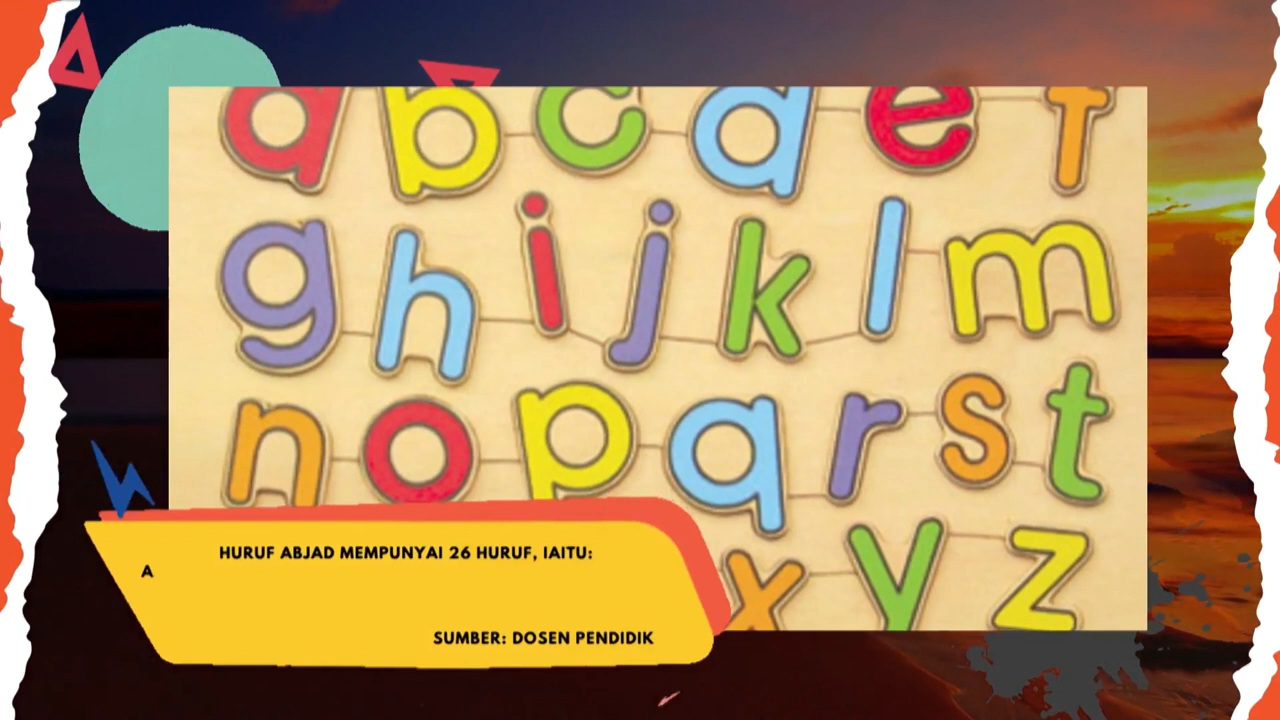 a b c d e f
g h i j k l m
n o p q r s t
x y z
HURUF ABJAD MEMPUNYAI 26 HURUF, IAITU:
A
SUMBER: DOSEN PENDIDIK